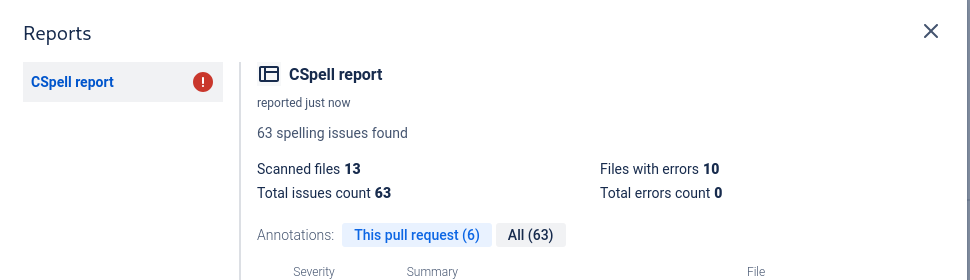 Reports
CSpell report
CSpell report
reported just now
63 spelling issues found
Scanned files 13
Files with errors 10
Total issues count 63
Total errors count 0
Annotations: This pull request (6) All (63)
Severity Summary File